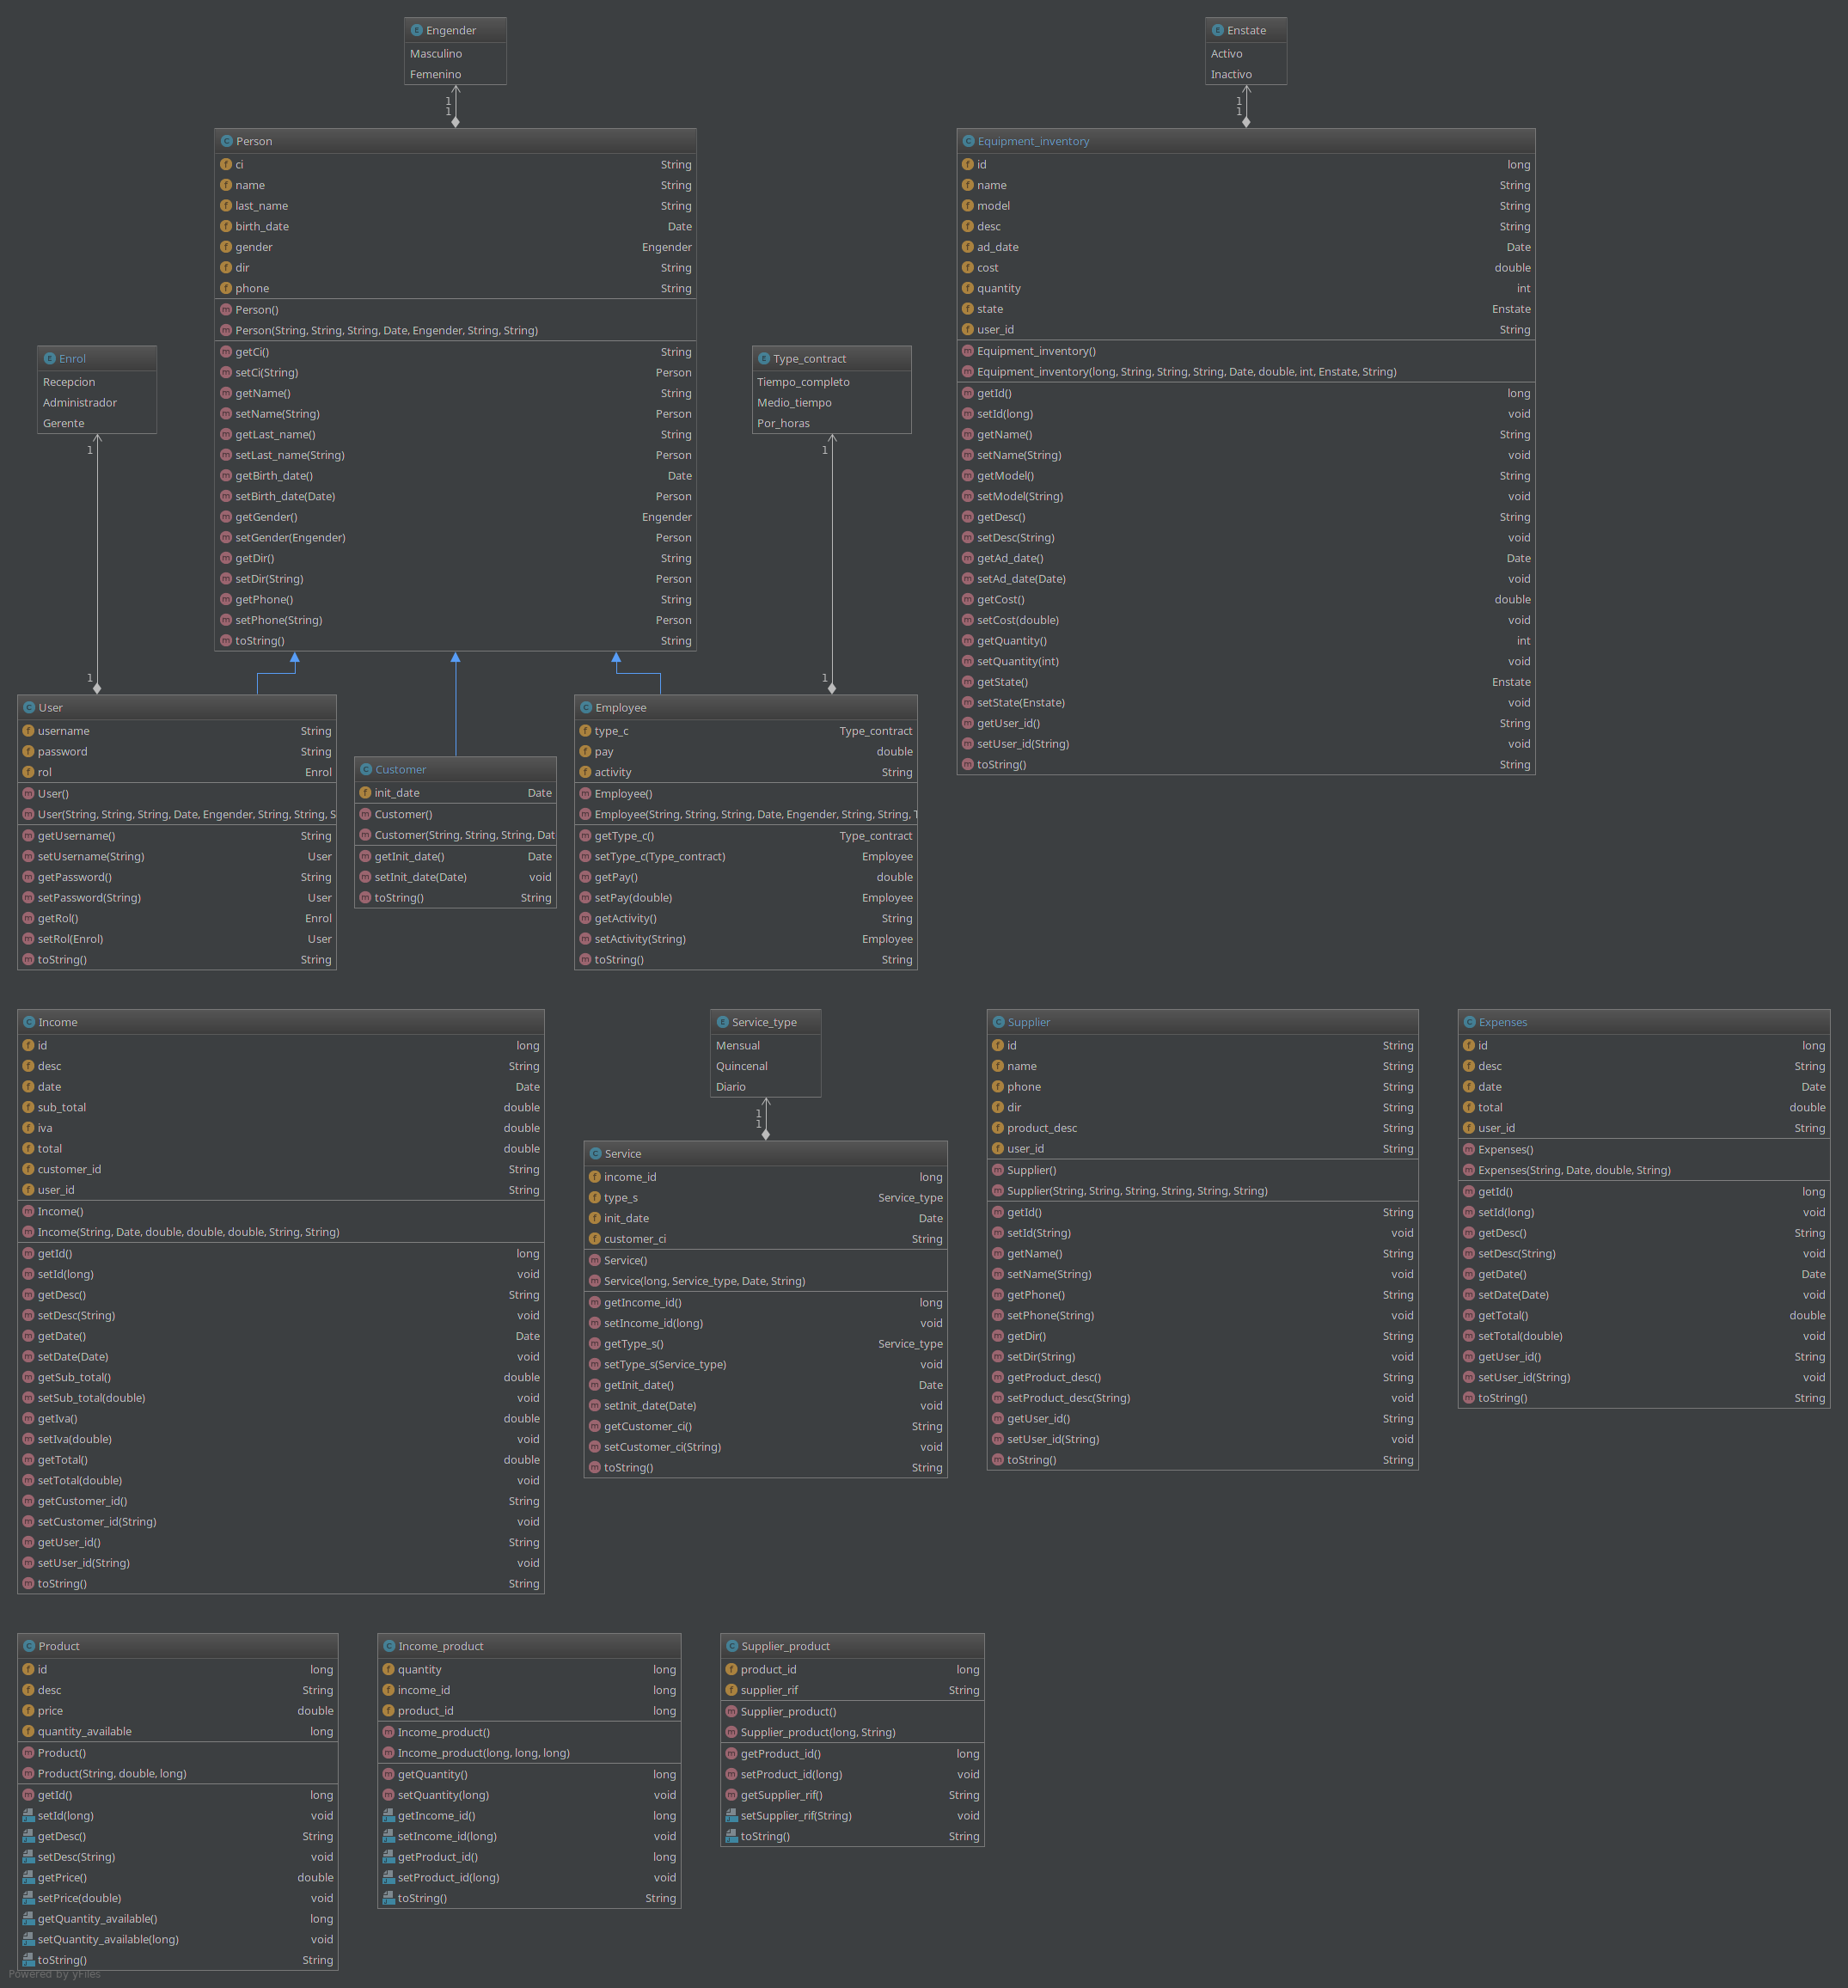 Engender
Masculino
Femenino
1
1
Enstate
Activo
Inactivo
1
1
Person
ci String
name String
last_name String
birth_date Date
gender Engender
dir String
phone String
Person()
Person(String, String, String, Date, Engender, String, String)
getCi() String
setCi(String) Person
getName() String
setName(String) Person
getLast_name() String
setLast_name(String) Person
getBirth_date() Date
setBirth_date(Date) Person
getGender() Engender
setGender(Engender) Person
getDir() String
setDir(String) Person
getPhone() String
setPhone(String) Person
toString() String
Equipment_inventory
id long
name String
model String
desc String
ad_date Date
cost double
quantity int
state Enstate
user_id String
Equipment_inventory()
Equipment_inventory(long, String, String, String, Date, double, int, Enstate, String)
getId() long
setId(long) void
getName() String
setName(String) void
getModel() String
setModel(String) void
getDesc() String
setDesc(String) void
getAd_date() Date
setAd_date(Date) void
getCost() double
setCost(double) void
getQuantity() int
setQuantity(int) void
getState() Enstate
setState(Enstate) void
getUser_id() String
setUser_id(String) void
toString() String
Enrol
Recepcion
Administrador
Gerente
1
1
Type_contract
Tiempo_completo
Medio_tiempo
Por_horas
1
1
User
username String
password String
rol Enrol
User()
User(String, String, String, Date, Engender, String, String, S
getUsername() String
setUsername(String) User
getPassword() String
setPassword(String) User
getRol() Enrol
setRol(Enrol) User
toString() String
Customer
init_date Date
Customer()
Customer(String, String, String, Dat
getInit_date() Date
setInit_date(Date) void
toString() String
Employee
type_c Type_contract
pay double
activity String
Employee()
Employee(String, String, String, Date, Engender, String, String, T
getType_c() Type_contract
setType_c(Type_contract) Employee
getPay() double
setPay(double) Employee
getActivity() String
setActivity(String) Employee
toString() String
Income
id long
desc String
date Date
sub_total double
iva double
total double
customer_id String
user_id String
Income()
Income(String, Date, double, double, double, String, String)
getId() long
setId(long) void
getDesc() String
setDesc(String) void
getDate() Date
setDate(Date) void
getSub_total() double
setSub_total(double) void
getIva() double
setIva(double) void
getTotal() double
setTotal(double) void
getCustomer_id() String
setCustomer_id(String) void
getUser_id() String
setUser_id(String) void
toString() String
Service_type
Mensual
Quincenal
Diario
1
1
Service
income_id long
type_s Service_type
init_date Date
customer_ci String
Service()
Service(long, Service_type, Date, String)
getIncome_id() long
setIncome_id(long) void
getType_s() Service_type
setType_s(Service_type) void
getInit_date() Date
setInit_date(Date) void
getCustomer_ci() String
setCustomer_ci(String) void
toString() String
Supplier
id String
name String
phone String
dir String
product_desc String
user_id String
Supplier()
Supplier(String, String, String, String, String, String)
getId() String
setId(String) void
getName() String
setName(String) void
getPhone() String
setPhone(String) void
getDir() String
setDir(String) void
getProduct_desc() String
setProduct_desc(String) void
getUser_id() String
setUser_id(String) void
toString() String
Expenses
id long
desc String
date Date
total double
user_id String
Expenses()
Expenses(String, Date, double, String)
getId() long
setId(long) void
getDesc() String
setDesc(String) void
getDate() Date
setDate(Date) void
getTotal() double
setTotal(double) void
getUser_id() String
setUser_id(String) void
toString() String
Product
id long
desc String
price double
quantity_available long
Product()
Product(String, double, long)
getId() long
setId(long) void
getDesc() String
setDesc(String) void
getPrice() double
setPrice(double) void
getQuantity_available() long
setQuantity_available(long) void
toString() String
Income_product
quantity long
income_id long
product_id long
Income_product()
Income_product(long, long, long)
getQuantity() long
setQuantity(long) void
getIncome_id() long
setIncome_id(long) void
getProduct_id() long
setProduct_id(long) void
toString() String
Supplier_product
product_id long
supplier_rif String
Supplier_product()
Supplier_product(long, String)
getProduct_id() long
setProduct_id(long) void
getSupplier_rif() String
setSupplier_rif(String) void
toString() String
Powered by yFiles